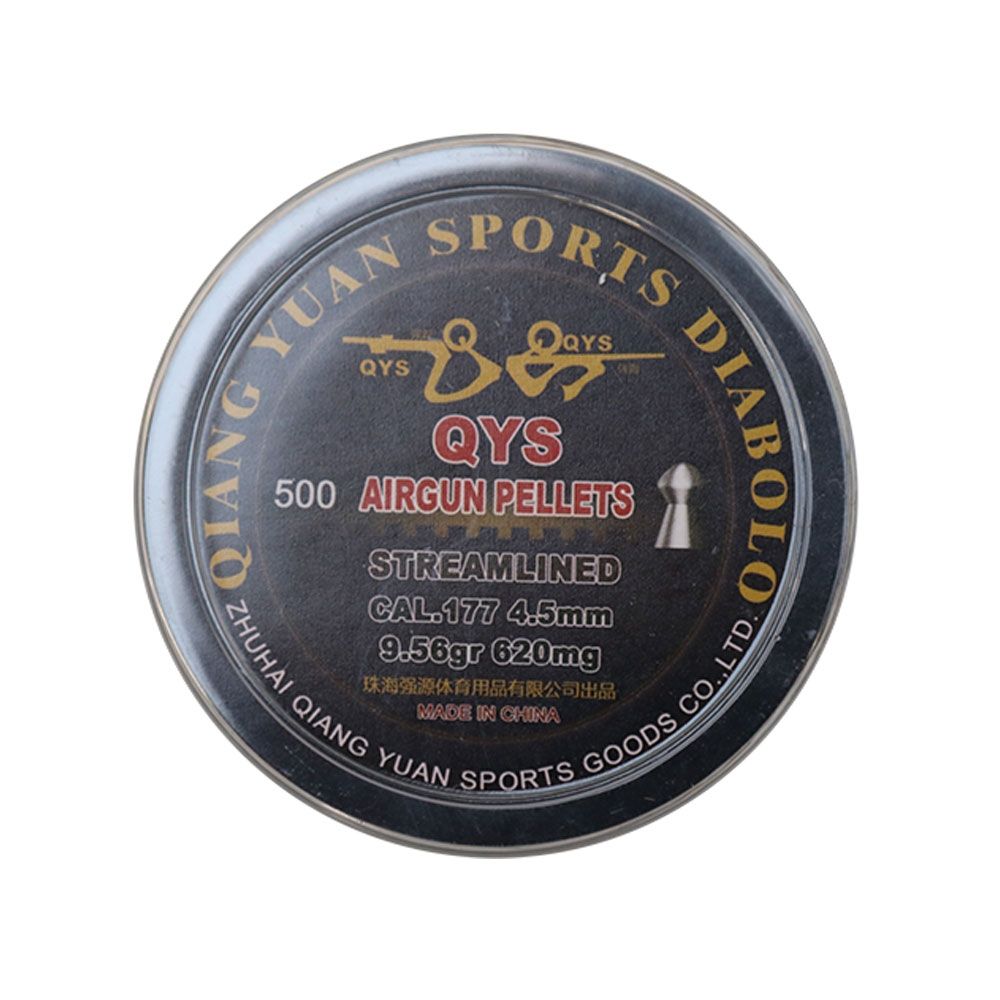 QIANG YUAN SPORTS DIABOLO
QYS
QYS
QYS
500 AIRGUN PELLETS
STREAMLINED
CAL.177 4.5mm
9.56gr 620mg
珠海强源体育用品有限公司出品
MADE IN CHINA
ZHUHAI QIANG YUAN SPORTS GOODS CO.,LTD.